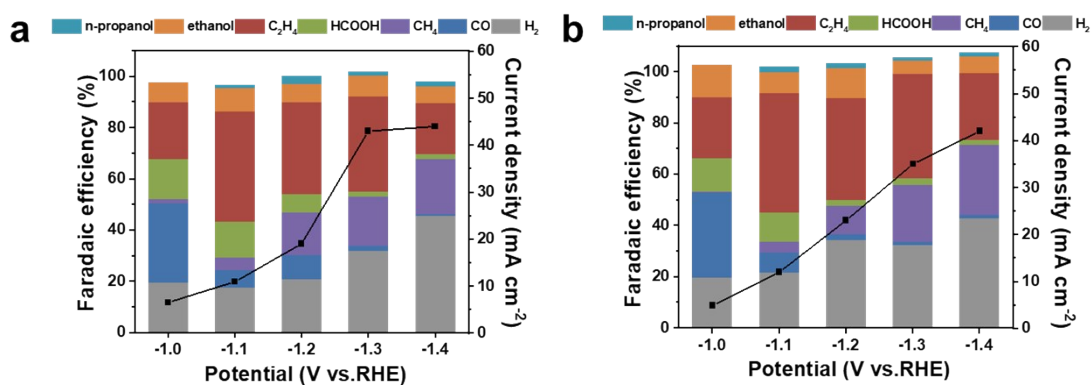 a
n-propanol ethanol C₂H₄ HCOOH CH₄ CO H₂
Faradaic efficiency (%)
100
80
60
40
20
0
60
50
40
30
20
10
0
Current density (mA cm⁻²)
-1.0 -1.1 -1.2 -1.3 -1.4
Potential (V vs.RHE)
b
n-propanol ethanol C₂H₄ HCOOH CH₄ CO H₂
Faradaic efficiency (%)
100
80
60
40
20
0
60
50
40
30
20
10
0
Current density (mA cm⁻²)
-1.0 -1.1 -1.2 -1.3 -1.4
Potential (V vs.RHE)